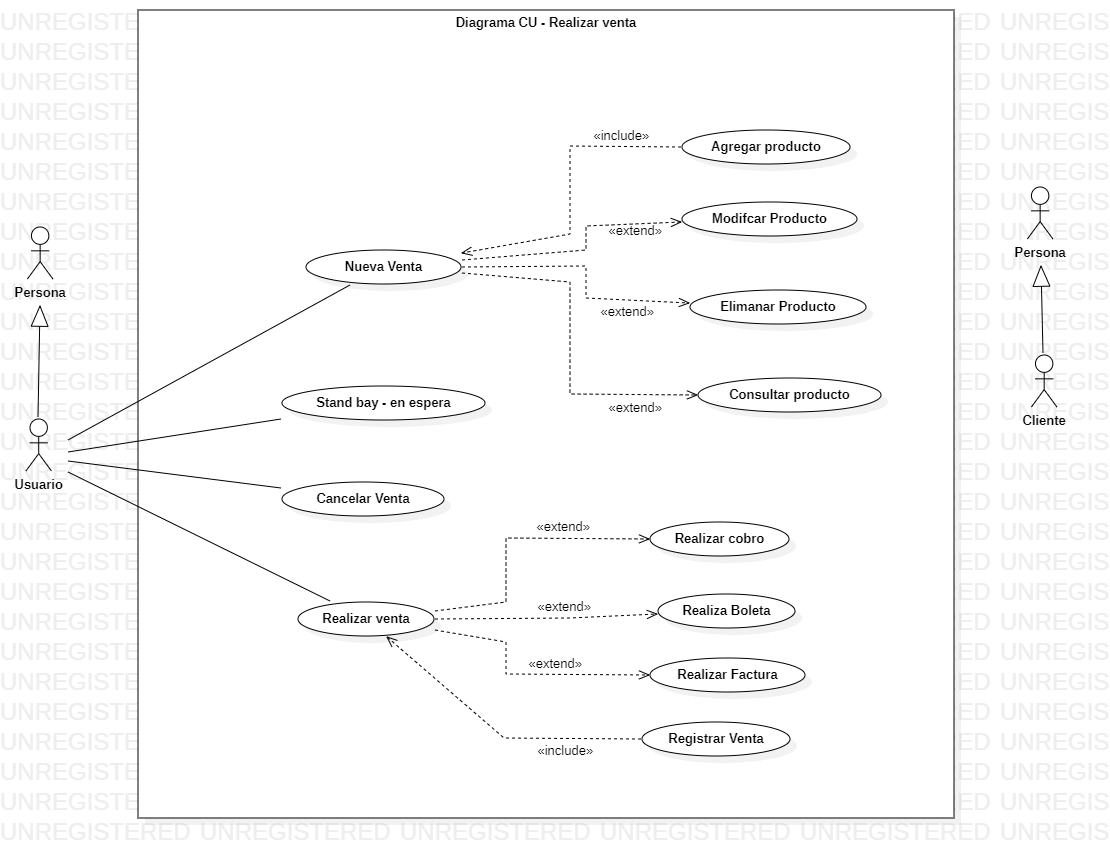 Diagrama CU - Realizar venta
«include»
Agregar producto
Modifcar Producto
«extend»
Persona
Nueva Venta
Persona
Elimanar Producto
«extend»
Consultar producto
Stand bay - en espera
«extend»
Cliente
Usuario
Cancelar Venta
«extend»
Realizar cobro
«extend»
Realiza Boleta
Realizar venta
«extend»
Realizar Factura
Registrar Venta
«include»
UNREGISTERED UNREGISTERED UNREGISTERED UNREGISTERED UNREGISTERED UNREGIS